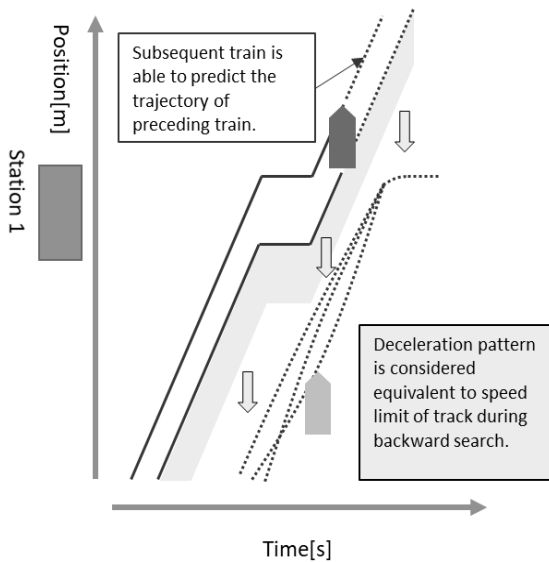 Position[m]
Station 1
Subsequent train is
able to predict the
trajectory of
preceding train.
Deceleration pattern
is considered
equivalent to speed
limit of track during
backward search.
Time[s]